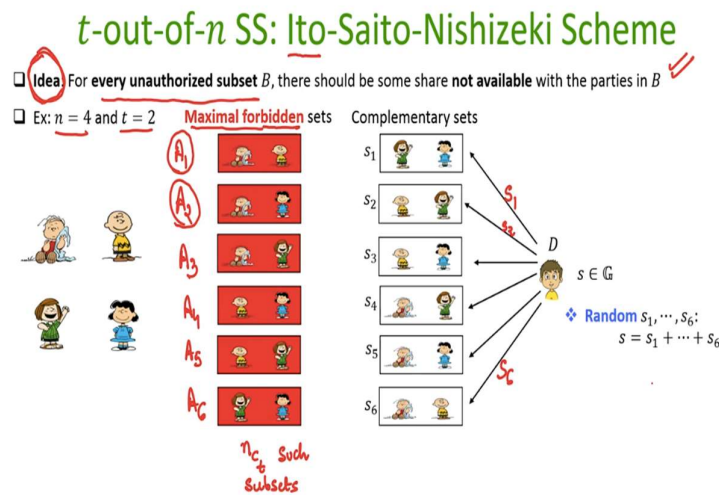 t-out-of-n SS: Ito-Saito-Nishizeki Scheme
❑ Idea: For every unauthorized subset B, there should be some share not available with the parties in B
❑ Ex: n = 4 and t = 2 Maximal forbidden sets Complementary sets
A₁ s₁
A₂ s₂
A₃ s₃
A₄ s₄
A₅ s₅
A₆ s₆
S₁
S₂
S₆
D
s ∈ 𝔾
❖ Random s₁, ⋯, s₆:
s = s₁ + ⋯ + s₆
nCt such
subsets